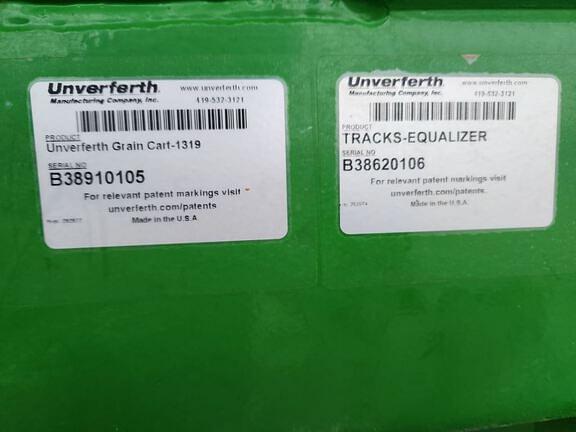 Unverferth www.unverferth.com
Manufacturing Company, Inc. 419-532-3121
PRODUCT
Unverferth Grain Cart-1319
SERIAL NO
B38910105
For relevant patent markings visit
unverferth.com/patents
Made in the U.S.A.
Unverferth www.unverferth.com
Manufacturing Company, Inc. 419-532-3121
PRODUCT
TRACKS-EQUALIZER
SERIAL NO
B38620106
For relevant patent markings visit
unverferth.com/patents.
Made in the U.S.A.